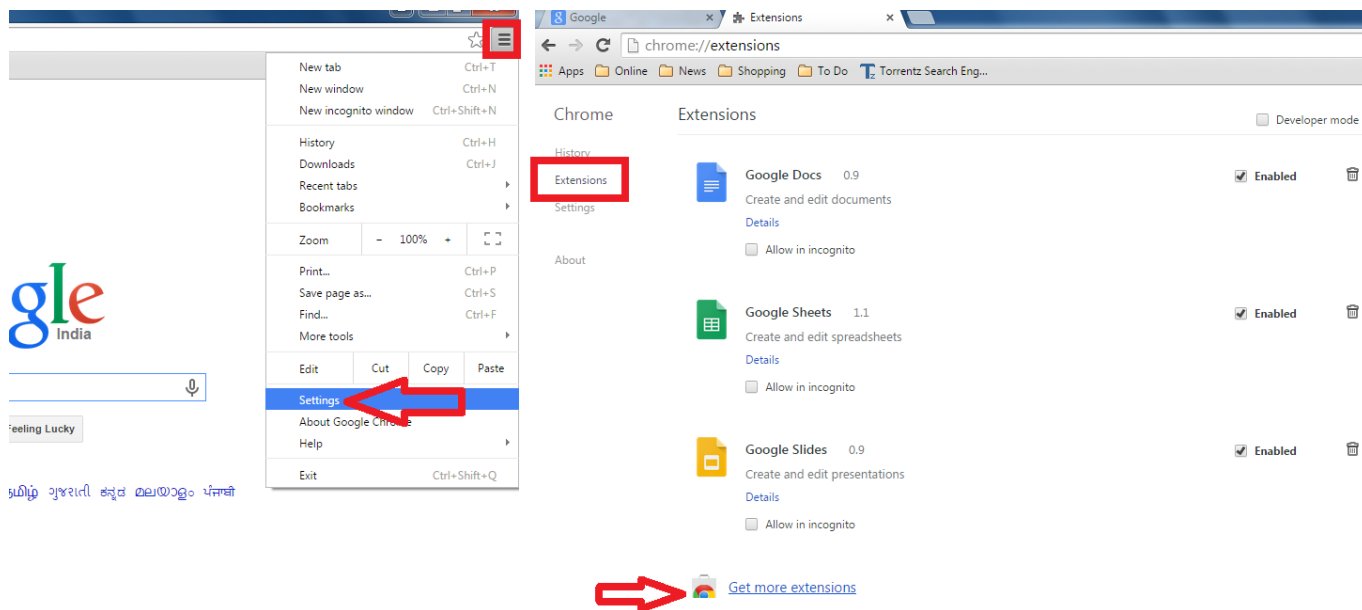 New tab Ctrl+T
New window Ctrl+N
New incognito window Ctrl+Shift+N
History Ctrl+H
Downloads Ctrl+J
Recent tabs
Bookmarks
Zoom - 100% +
Print... Ctrl+P
Save page as... Ctrl+S
Find... Ctrl+F
More tools
Edit Cut Copy Paste
Settings
About Google Chrome
Help
Exit Ctrl+Shift+Q
gle
India
Feeling Lucky
தமிழ் ગુજરાતી ಕನ್ನಡ മലയാളം ਪੰਜਾਬੀ
Google Extensions
chrome://extensions
Apps Online News Shopping To Do Torrentz Search Eng...
Chrome
History
Extensions
Settings
About
Extensions
Developer mode
Google Docs 0.9 Enabled
Create and edit documents
Details
Allow in incognito
Google Sheets 1.1 Enabled
Create and edit spreadsheets
Details
Allow in incognito
Google Slides 0.9 Enabled
Create and edit presentations
Details
Allow in incognito
Get more extensions